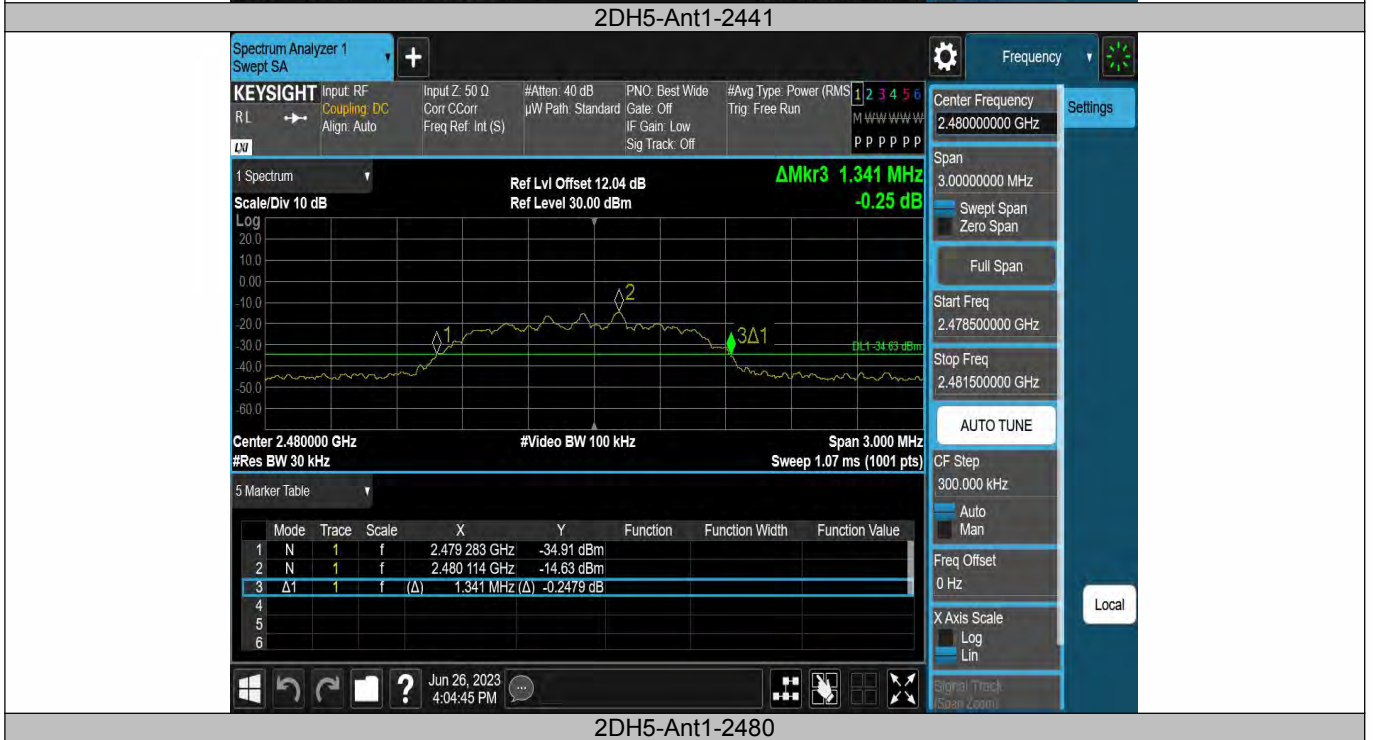 2DH5-Ant1-2441
Spectrum Analyzer 1
Swept SA
Frequency
KEYSIGHT
RL
LXI
Input: RF
Coupling: DC
Align: Auto
Input Z: 50 Ω
Corr CCorr
Freq Ref: Int (S)
#Atten: 40 dB
µW Path: Standard
PNO: Best Wide
Gate: Off
IF Gain: Low
Sig Track: Off
#Avg Type: Power (RMS
Trig: Free Run
1 2 3 4 5 6
M W W W W W
P P P P P P
Center Frequency
2.480000000 GHz
Settings
Span
3.00000000 MHz
Swept Span
Zero Span
Full Span
Start Freq
2.478500000 GHz
Stop Freq
2.481500000 GHz
AUTO TUNE
CF Step
300.000 kHz
Auto
Man
Freq Offset
0 Hz
X Axis Scale
Log
Lin
Signal Track
(Span Zoom)
Local
1 Spectrum
Scale/Div 10 dB
Ref Lvl Offset 12.04 dB
Ref Level 30.00 dBm
ΔMkr3 1.341 MHz
-0.25 dB
Log
20.0
10.0
0.00
-10.0
-20.0
-30.0
-40.0
-50.0
-60.0
1
2
3Δ1
DL1 -34.63 dBm
Center 2.480000 GHz
#Video BW 100 kHz
Span 3.000 MHz
#Res BW 30 kHz
Sweep 1.07 ms (1001 pts)
5 Marker Table
Mode Trace Scale X Y Function Function Width Function Value
1 N 1 f 2.479 283 GHz -34.91 dBm
2 N 1 f 2.480 114 GHz -14.63 dBm
3 Δ1 1 f (Δ) 1.341 MHz (Δ) -0.2479 dB
4
5
6
?
Jun 26, 2023
4:04:45 PM
2DH5-Ant1-2480